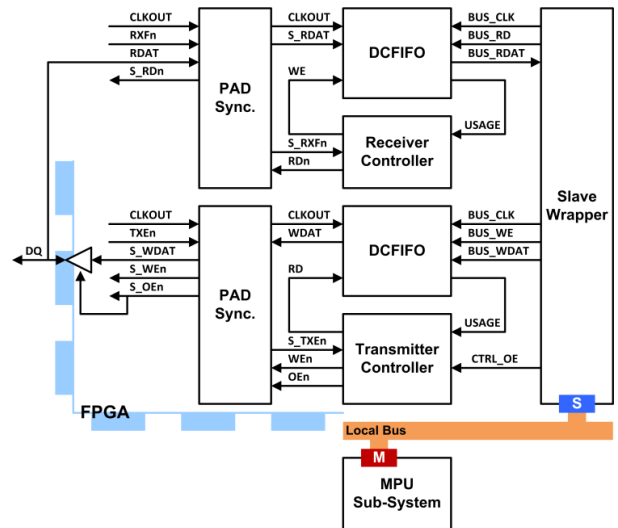 CLKOUT
RXFn
RDAT
S_RDn
PAD
Sync.
CLKOUT
S_RDAT
WE
S_RXFn
RDn
DCFIFO
Receiver
Controller
BUS_CLK
BUS_RD
BUS_RDAT
USAGE
Slave
Wrapper
DQ
CLKOUT
TXEn
S_WDAT
S_WEn
S_OEn
PAD
Sync.
CLKOUT
WDAT
RD
S_TXEn
WEn
OEn
DCFIFO
Transmitter
Controller
BUS_CLK
BUS_WE
BUS_WDAT
USAGE
CTRL_OE
FPGA
S
Local Bus
M
MPU
Sub-System